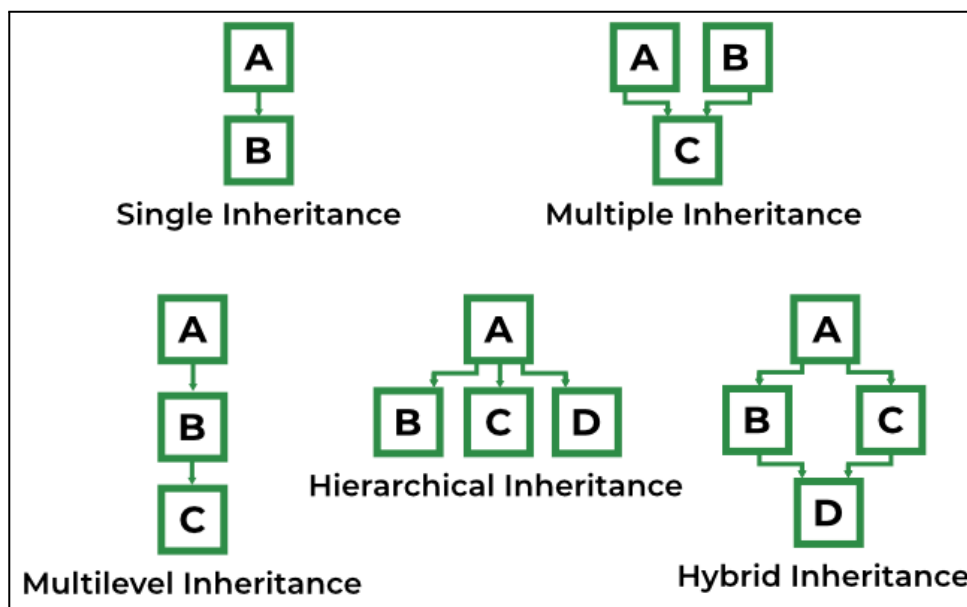 A
B
Single Inheritance
A B
C
Multiple Inheritance
A
B
C
Multilevel Inheritance
A
B C D
Hierarchical Inheritance
A
B C
D
Hybrid Inheritance